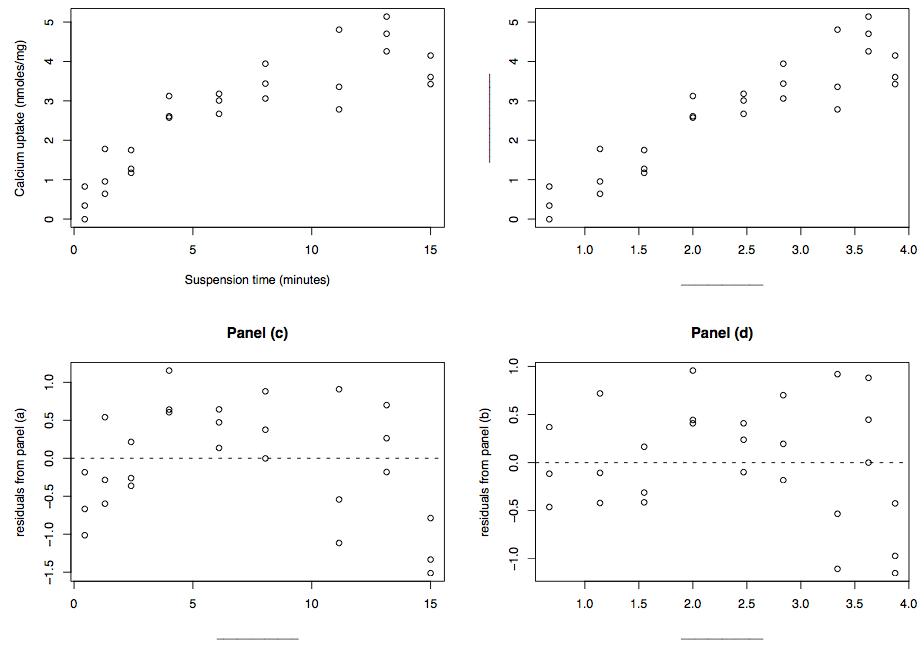 5
4
3
2
1
0
Calcium uptake (nmoles/mg)
0 5 10 15
Suspension time (minutes)
5
4
3
2
1
0
1.0 1.5 2.0 2.5 3.0 3.5 4.0
Panel (c)
1.0
0.5
0.0
−0.5
−1.0
−1.5
residuals from panel (a)
0 5 10 15
Panel (d)
1.0
0.5
0.0
−0.5
−1.0
residuals from panel (b)
1.0 1.5 2.0 2.5 3.0 3.5 4.0